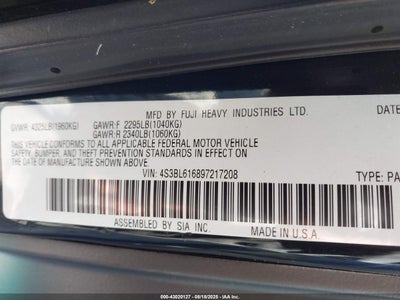 MFD BY FUJI HEAVY INDUSTRIES LTD. DATE
GVWR: 4325LB(1960KG) GAWR:F 2295LB(1040KG)
GAWR:R 2340LB(1060KG)
THIS VEHICLE CONFORMS TO ALL APPLICABLE FEDERAL MOTOR VEHICLE
SAFETY, BUMPER, AND THEFT PREVENTION STANDARDS IN EFFECT ON THE
DATE OF MANUFACTURE SHOWN ABOVE.
VIN: 4S3BL616897217208 TYPE: PA
ASSEMBLED BY SIA INC. MADE IN U.S.A.
000-43020127 - 09/18/2025 - IAA Inc.